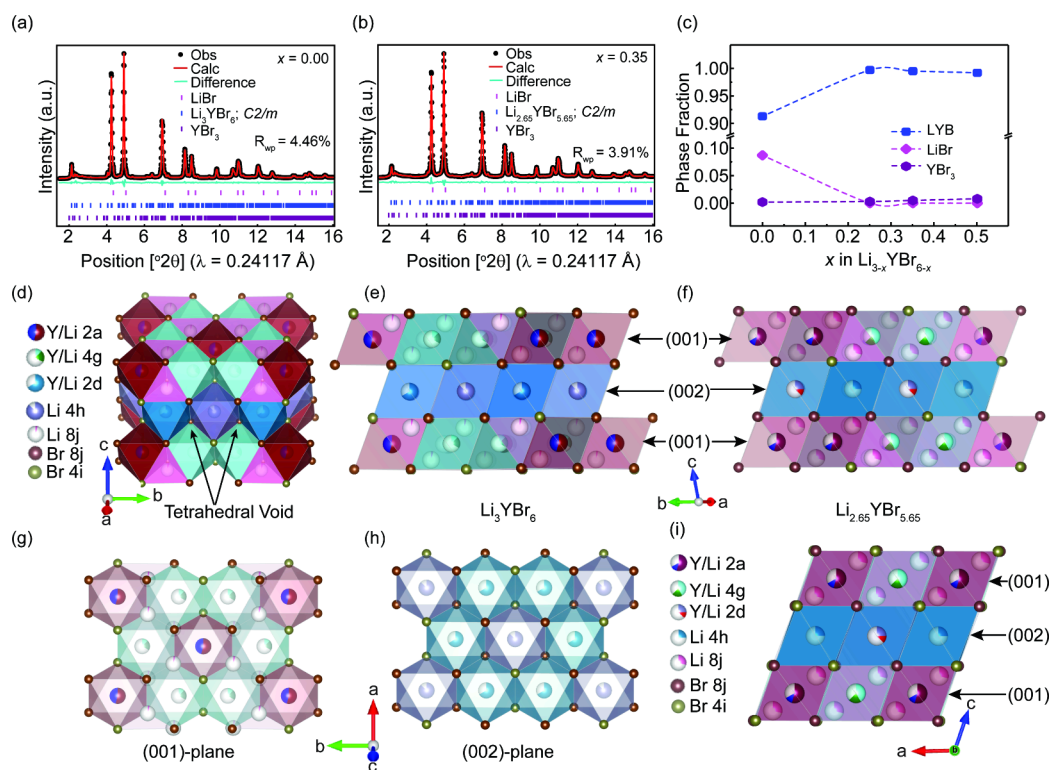 (a)
Intensity (a.u.)
Obs
Calc
Difference
LiBr
Li3YBr6; C2/m
YBr3
x = 0.00
Rwp = 4.46%
2 4 6 8 10 12 14 16
Position [°2θ] (λ = 0.24117 Å)
(b)
Intensity (a.u.)
Obs
Calc
Difference
LiBr
Li2.65YBr5.65; C2/m
YBr3
x = 0.35
Rwp = 3.91%
2 4 6 8 10 12 14 16
Position [°2θ] (λ = 0.24117 Å)
(c)
Phase Fraction
1.00
0.95
0.90
0.05
0.00
LYB
LiBr
YBr3
0.0 0.1 0.2 0.3 0.4 0.5
x in Li3-xYBr6-x
(d)
Y/Li 2a
Y/Li 4g
Y/Li 2d
Li 4h
Li 8j
Br 8j
Br 4i
c
b
a
Tetrahedral Void
(e)
Li3YBr6
(001)
(002)
(001)
(f)
c
b
a
Li2.65YBr5.65
(g)
(001)-plane
(h)
a
b
c
(002)-plane
(i)
Y/Li 2a
Y/Li 4g
Y/Li 2d
Li 4h
Li 8j
Br 8j
Br 4i
(001)
(002)
(001)
c
a
b